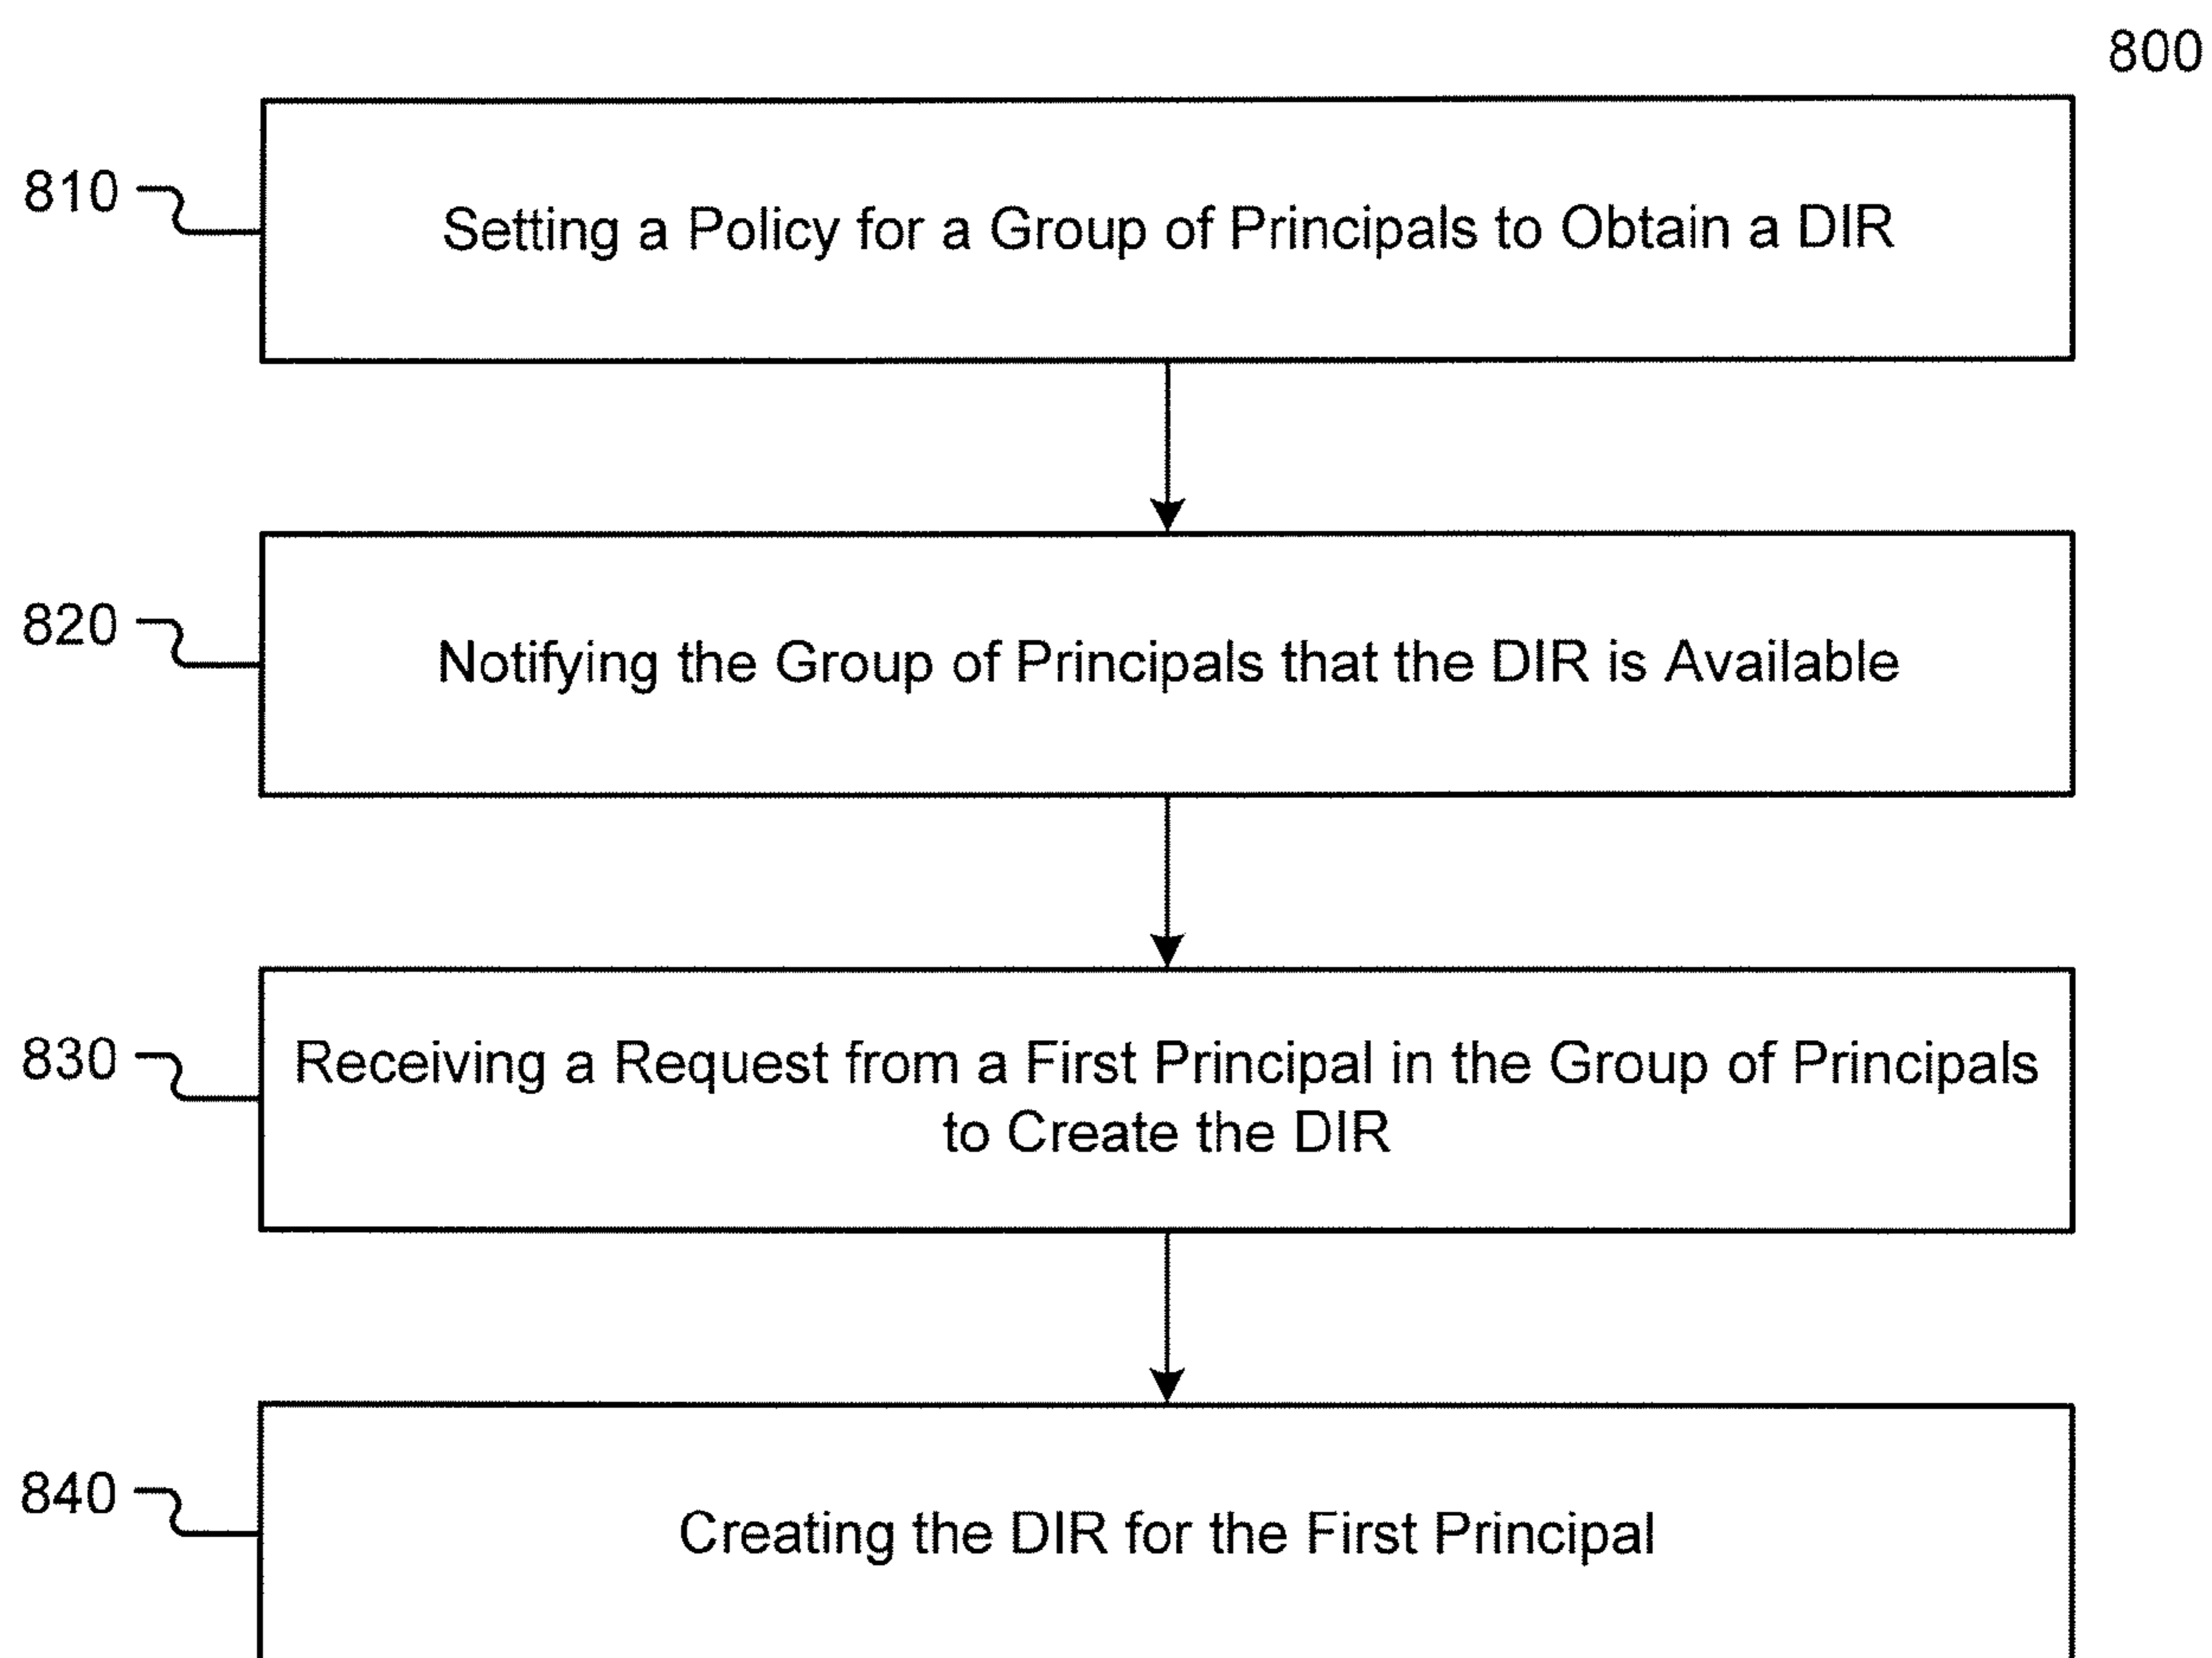 800
810
Setting a Policy for a Group of Principals to Obtain a DIR
820
Notifying the Group of Principals that the DIR is Available
830
Receiving a Request from a First Principal in the Group of Principals
to Create the DIR
840
Creating the DIR for the First Principal